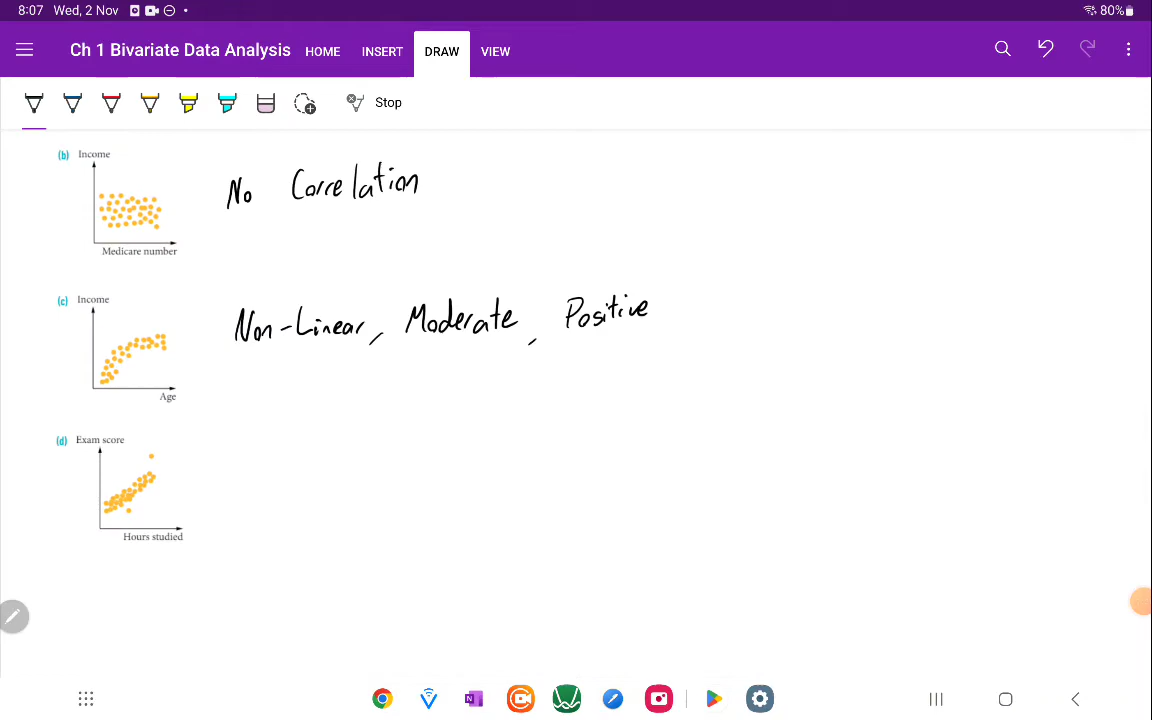 8:07 Wed, 2 Nov 80%
Ch 1 Bivariate Data Analysis HOME INSERT DRAW VIEW
Stop
(b) Income
No Correlation
Medicare number
(c) Income
Non-Linear, Moderate, Positive
Age
(d) Exam score
Hours studied